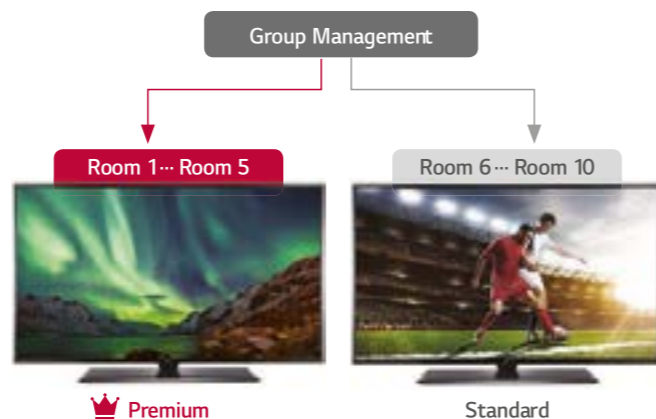 Group Management
Room 1··· Room 5
Room 6··· Room 10
Premium
Standard